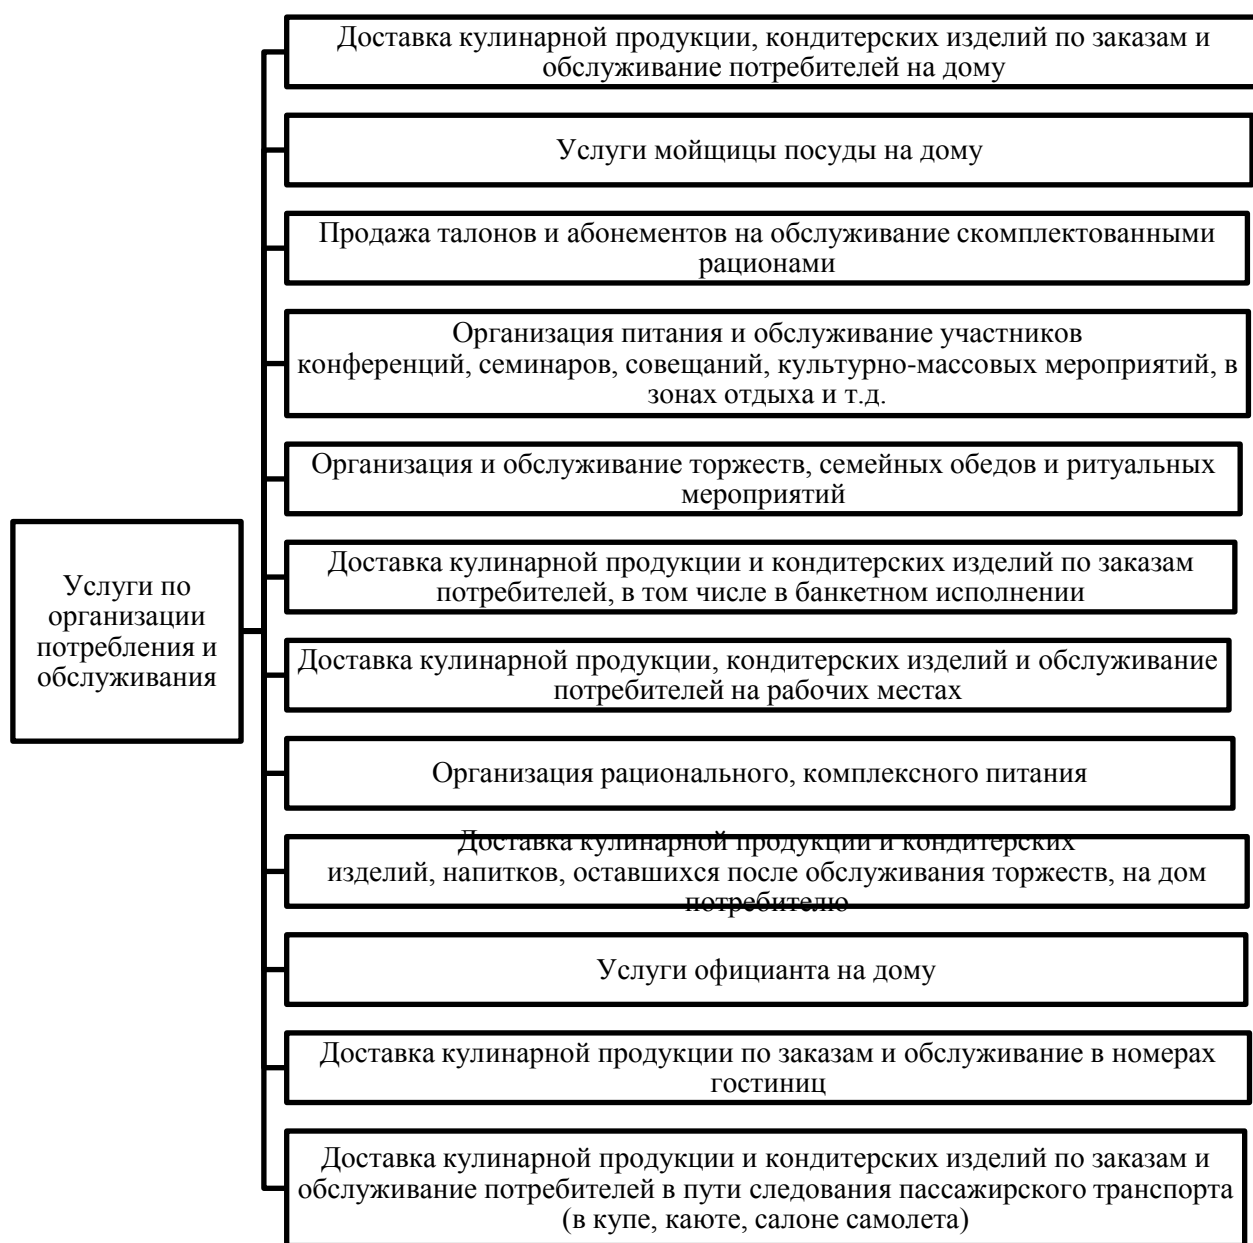 Доставка кулинарной продукции, кондитерских изделий по заказам и
обслуживание потребителей на дому
Услуги мойщицы посуды на дому
Продажа талонов и абонементов на обслуживание скомплектованными
рационами
Организация питания и обслуживание участников
конференций, семинаров, совещаний, культурно-массовых мероприятий, в
зонах отдыха и т.д.
Организация и обслуживание торжеств, семейных обедов и ритуальных
мероприятий
Услуги по
организации
потребления и
обслуживания
Доставка кулинарной продукции и кондитерских изделий по заказам
потребителей, в том числе в банкетном исполнении
Доставка кулинарной продукции, кондитерских изделий и обслуживание
потребителей на рабочих местах
Организация рационального, комплексного питания
Доставка кулинарной продукции и кондитерских
изделий, напитков, оставшихся после обслуживания торжеств, на дом
потребителю
Услуги официанта на дому
Доставка кулинарной продукции по заказам и обслуживание в номерах
гостиниц
Доставка кулинарной продукции и кондитерских изделий по заказам и
обслуживание потребителей в пути следования пассажирского транспорта
(в купе, каюте, салоне самолета)